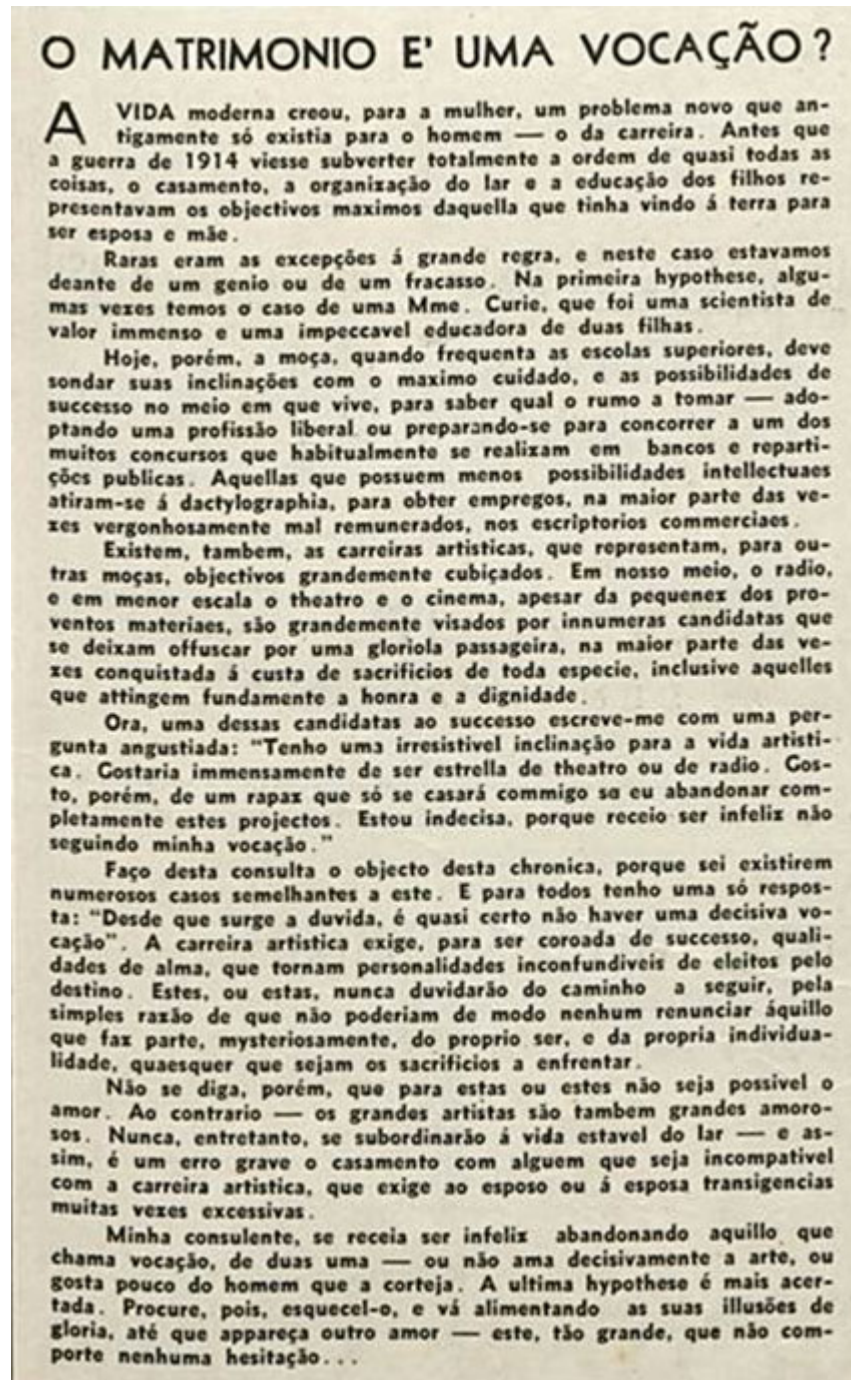 O MATRIMONIO E' UMA VOCAÇÃO?
A VIDA moderna creou, para a mulher, um problema novo que an-
tigamente só existia para o homem — o da carreira. Antes que
a guerra de 1914 viesse subverter totalmente a ordem de quasi todas as
coisas, o casamento, a organização do lar e a educação dos filhos re-
presentavam os objectivos maximos daquella que tinha vindo á terra para
ser esposa e mãe.
Raras eram as excepções á grande regra, e neste caso estavamos
deante de um genio ou de um fracasso. Na primeira hypothese, algu-
mas vezes temos o caso de uma Mme. Curie, que foi uma scientista de
valor immenso e uma impeccavel educadora de duas filhas.
Hoje, porém, a moça, quando frequenta as escolas superiores, deve
sondar suas inclinações com o maximo cuidado, e as possibilidades de
successo no meio em que vive, para saber qual o rumo a tomar — ado-
ptando uma profissão liberal ou preparando-se para concorrer a um dos
muitos concursos que habitualmente se realizam em bancos e reparti-
ções publicas. Aquellas que possuem menos possibilidades intellectuaes
atiram-se á dactylographia, para obter empregos, na maior parte das ve-
zes vergonhosamente mal remunerados, nos escriptorios commerciaes.
Existem, tambem, as carreiras artisticas, que representam, para ou-
tras moças, objectivos grandemente cubiçados. Em nosso meio, o radio,
e em menor escala o theatro e o cinema, apesar da pequenez dos pro-
ventos materiaes, são grandemente visados por innumeras candidatas que
se deixam offuscar por uma gloriola passageira, na maior parte das ve-
zes conquistada á custa de sacrificios de toda especie, inclusive aquelles
que attingem fundamente a honra e a dignidade.
Ora, uma dessas candidatas ao successo escreve-me com uma per-
gunta angustiada: "Tenho uma irresistivel inclinação para a vida artisti-
ca. Gostaria immensamente de ser estrella de theatro ou de radio. Gos-
to, porém, de um rapaz que só se casará commigo se eu abandonar com-
pletamente estes projectos. Estou indecisa, porque receio ser infeliz não
seguindo minha vocação."
Faço desta consulta o objecto desta chronica, porque sei existirem
numerosos casos semelhantes a este. E para todos tenho uma só respos-
ta: "Desde que surge a duvida, é quasi certo não haver uma decisiva vo-
cação". A carreira artistica exige, para ser coroada de successo, quali-
dades de alma, que tornam personalidades inconfundiveis de eleitos pelo
destino. Estes, ou estas, nunca duvidarão do caminho a seguir, pela
simples razão de que não poderiam de modo nenhum renunciar áquillo
que faz parte, mysteriosamente, do proprio ser, e da propria individua-
lidade, quaesquer que sejam os sacrificios a enfrentar.
Não se diga, porém, que para estas ou estes não seja possivel o
amor. Ao contrario — os grandes artistas são tambem grandes amoro-
sos. Nunca, entretanto, se subordinarão á vida estavel do lar — e as-
sim, é um erro grave o casamento com alguem que seja incompativel
com a carreira artistica, que exige ao esposo ou á esposa transigencias
muitas vezes excessivas.
Minha consulente, se receia ser infeliz abandonando aquillo que
chama vocação, de duas uma — ou não ama decisivamente a arte, ou
gosta pouco do homem que a corteja. A ultima hypothese é mais acer-
tada. Procure, pois, esquecel-o, e vá alimentando as suas illusões de
gloria, até que appareça outro amor — este, tão grande, que não com-
porte nenhuma hesitação...